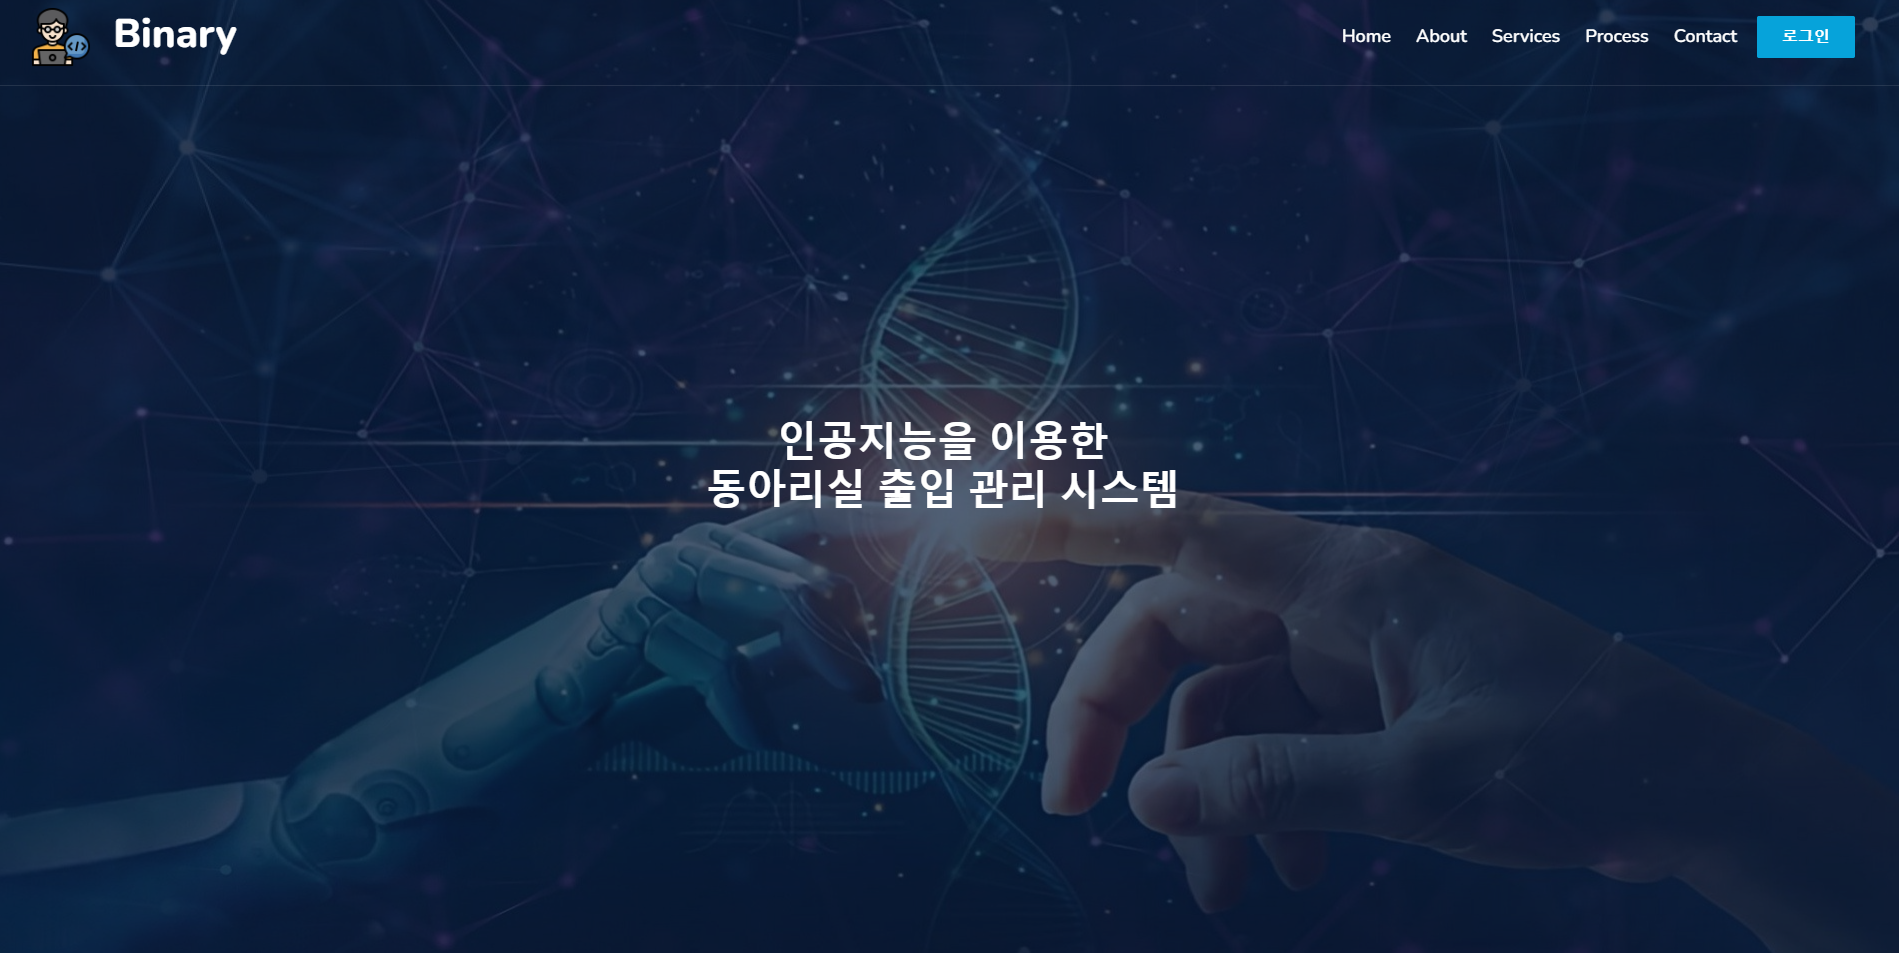 Binary
Home About Services Process Contact 로그인
인공지능을 이용한
동아리실 출입 관리 시스템